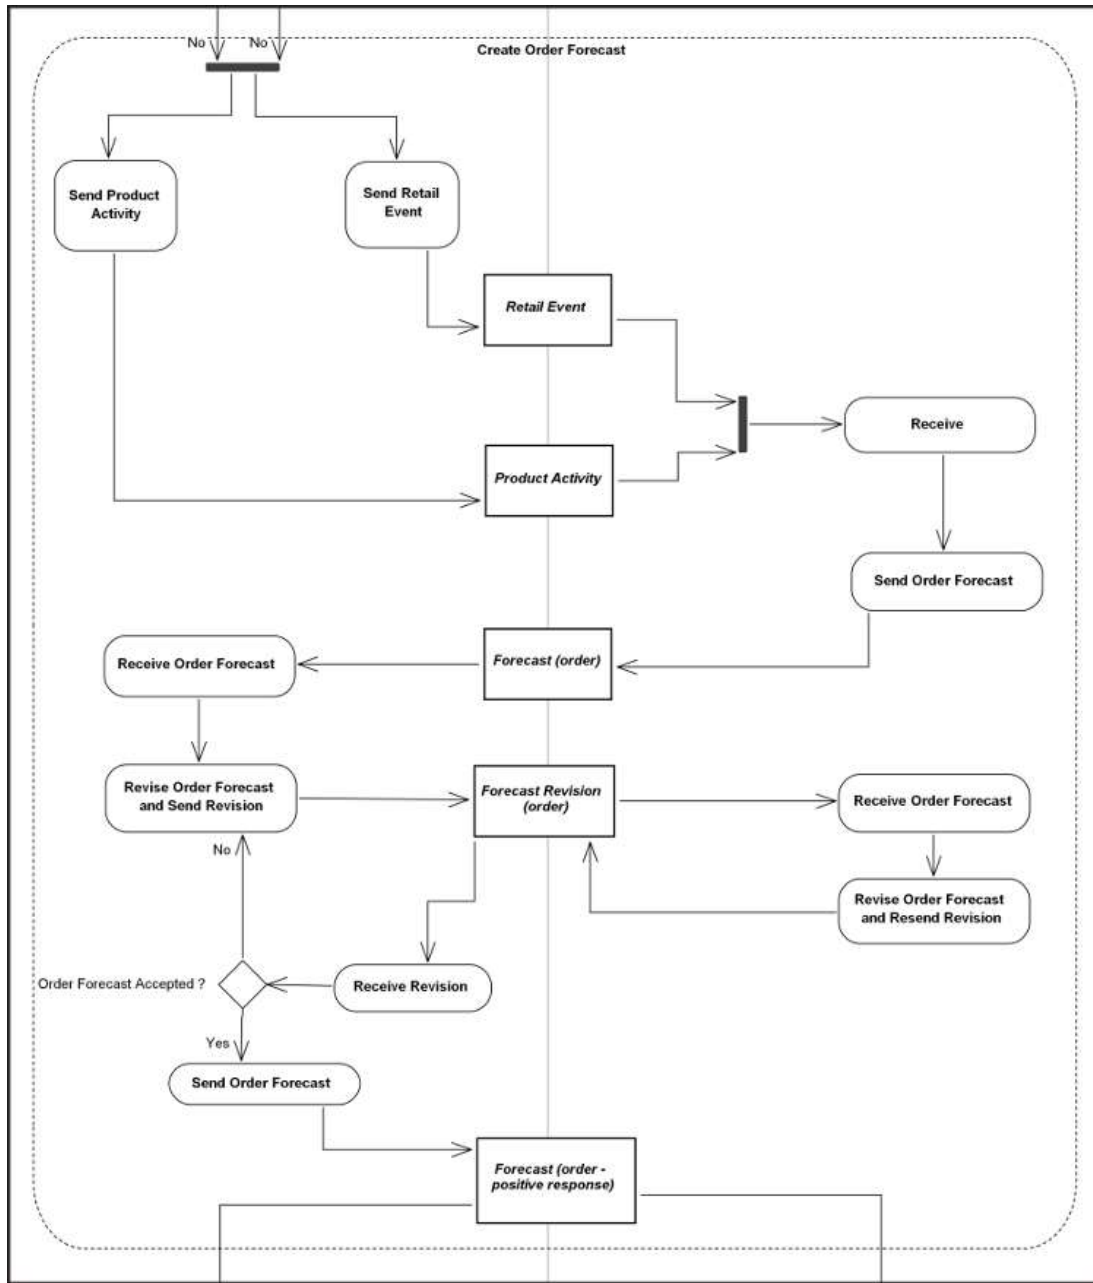 No
No
Create Order Forecast
Send Product
Activity
Send Retail
Event
Retail Event
Receive
Product Activity
Send Order Forecast
Receive Order Forecast
Forecast (order)
Revise Order Forecast
and Send Revision
Forecast Revision
(order)
Receive Order Forecast
No
Revise Order Forecast
and Resend Revision
Order Forecast Accepted ?
Receive Revision
Yes
Send Order Forecast
Forecast (order -
positive response)